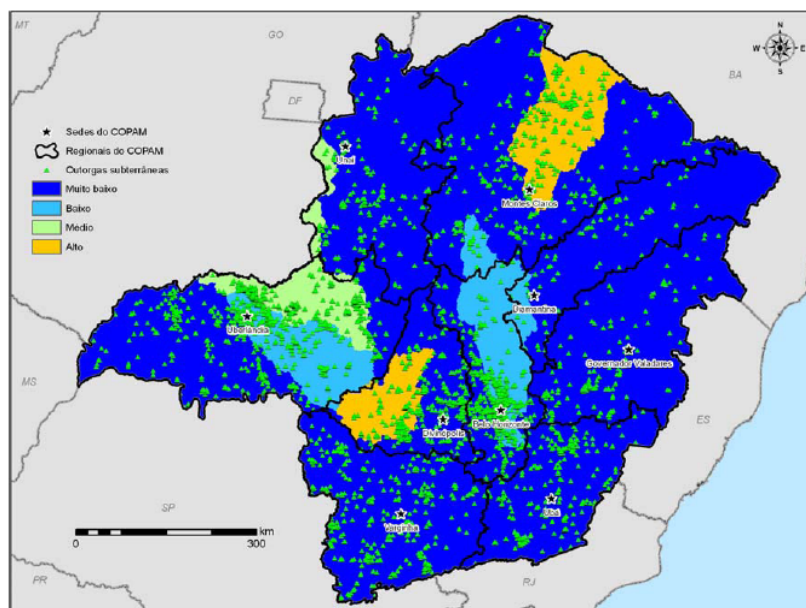 MT
GO
N
W
E
S
BA
DF
Sedes do COPAM
Regionais do COPAM
Outorgas subterrâneas
Muito baixo
Baixo
Médio
Alto
Unaí
Montes Claros
Diamantina
Uberlandia
Governador Valadares
MS
ES
Belo Horizonte
Divinópolis
SP
Varginha
Ubá
km
0
300
PR
RJ